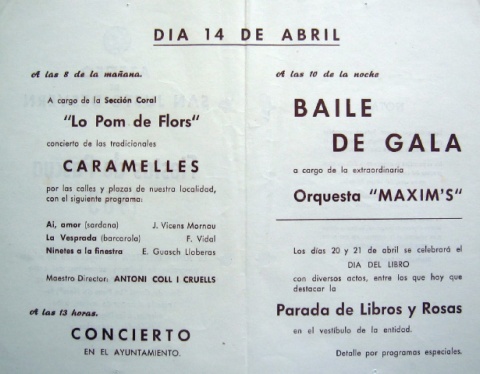 DIA 14 DE ABRIL
A las 8 de la mañana.
A cargo de la Sección Coral
"Lo Pom de Flors"
concierto de las tradicionales
CARAMELLES
por las calles y plazas de nuestra localidad,
con el siguiente programa:
Ai, amor (sardana) J. Vicens Mornau
La Vesprada (barcarola) F. Vidal
Ninetes a la finestra E. Guasch Lloberas
Maestro Director: ANTONI COLL I CRUELLS
A las 13 horas.
CONCIERTO
EN EL AYUNTAMIENTO.
A las 10 de la noche
BAILE
DE GALA
a cargo de la extraordinaria
Orquesta "MAXIM'S"
Los días 20 y 21 de abril se celebrará el
DIA DEL LIBRO
con diversos actos, entre los que hay que
destacar la
Parada de Libros y Rosas
en el vestíbulo de la entidad.
Detalle por programas especiales.